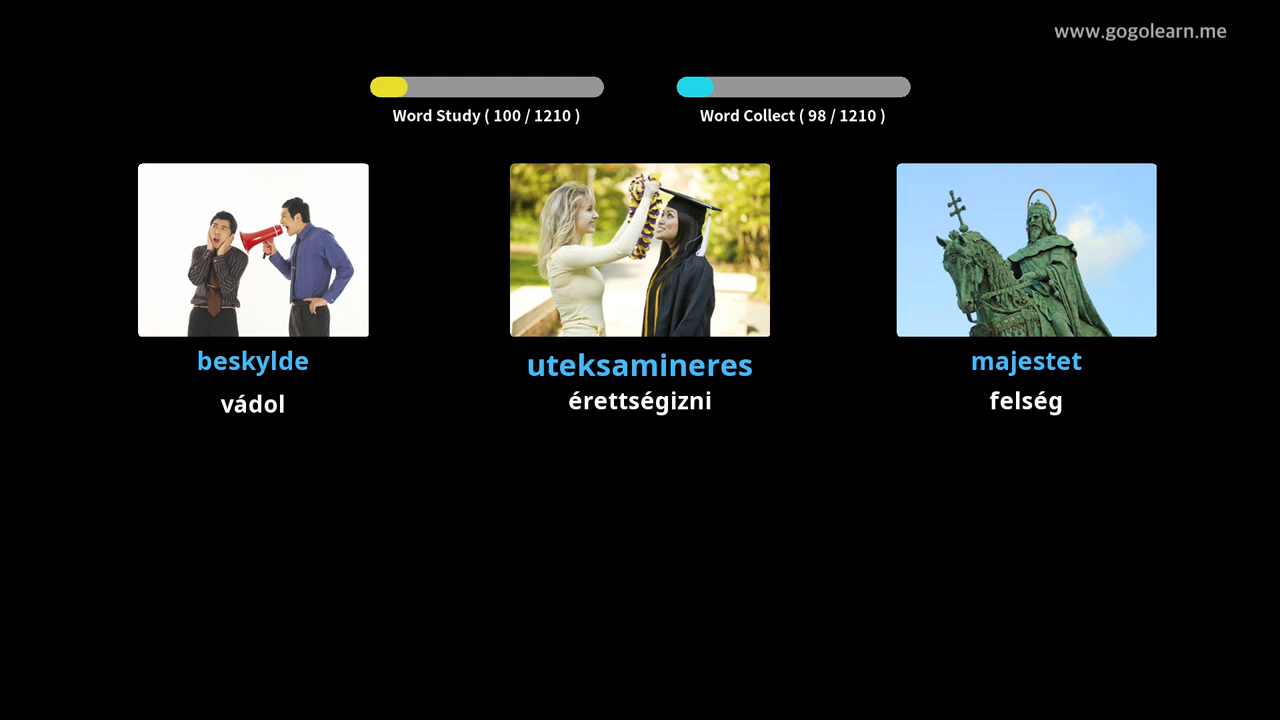 www.gogolearn.me
Word Study ( 100 / 1210 )
Word Collect ( 98 / 1210 )
beskylde
uteksamineres
majestet
vádol
érettségizni
felség